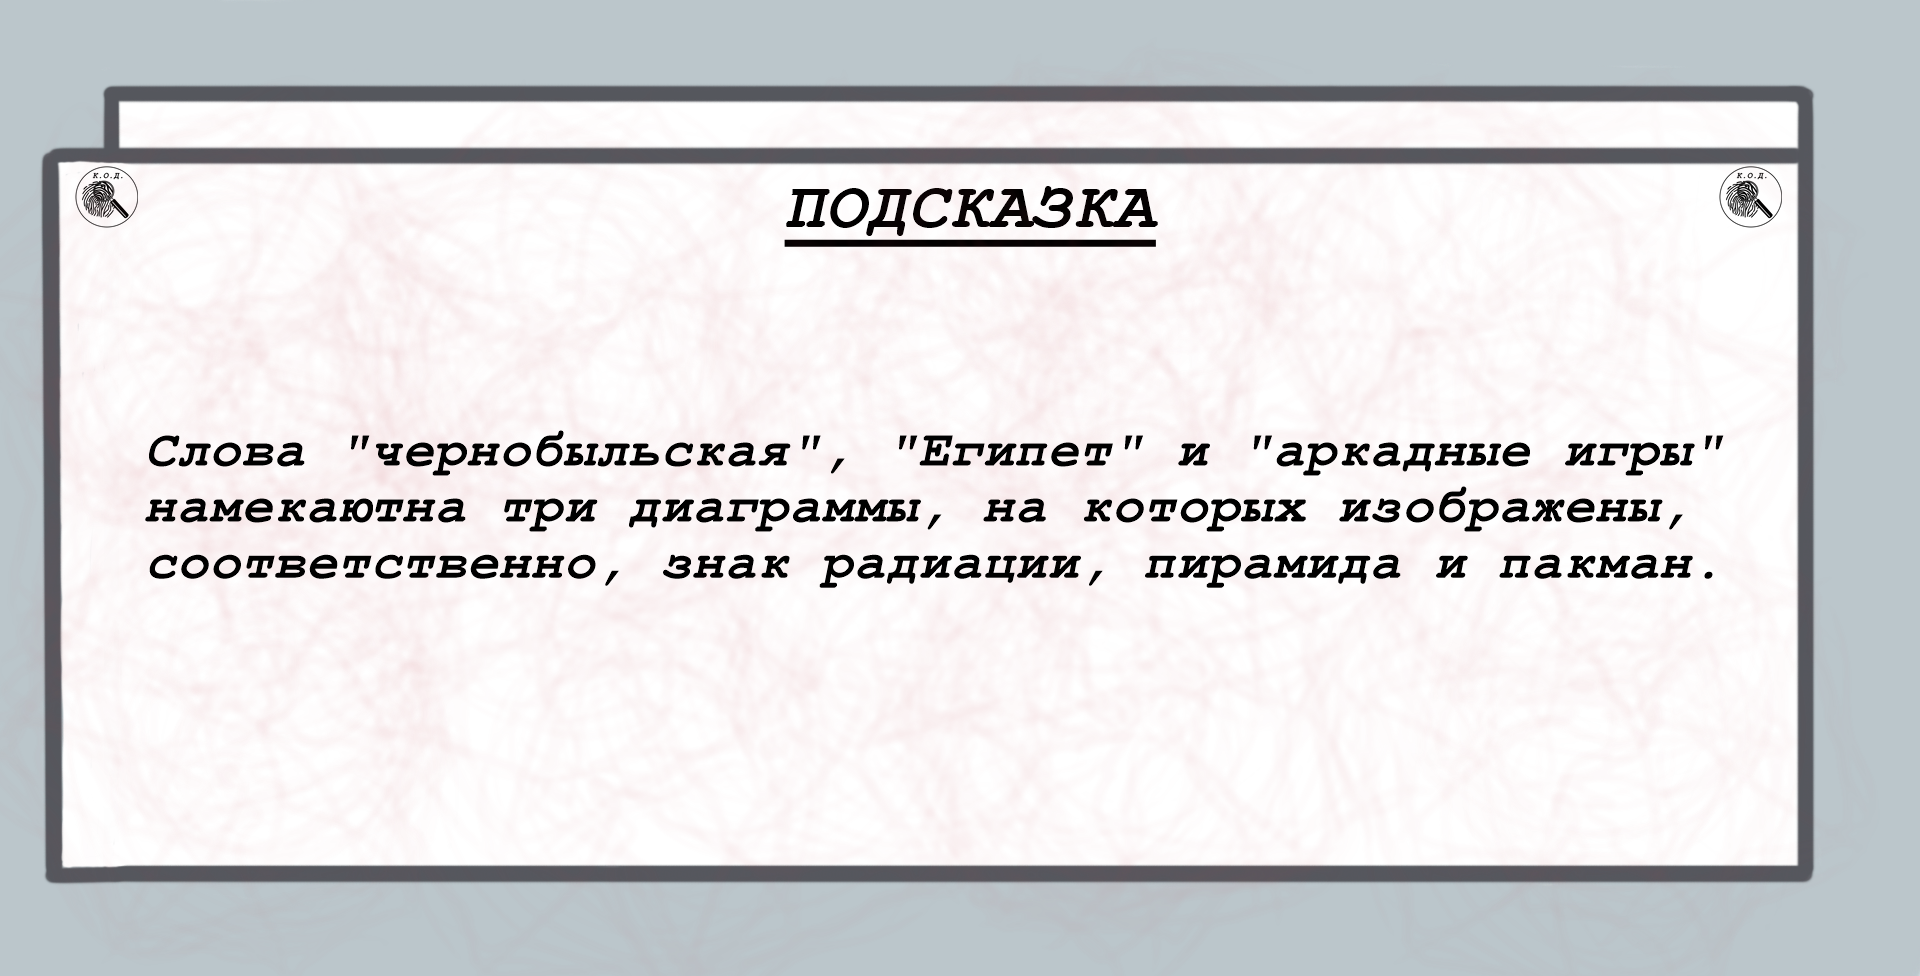 К.О.Д.
К.О.Д.
ПОДСКАЗКА
Слова "чернобыльская", "Египет" и "аркадные игры"
намекаютна три диаграммы, на которых изображены,
соответственно, знак радиации, пирамида и пакман.